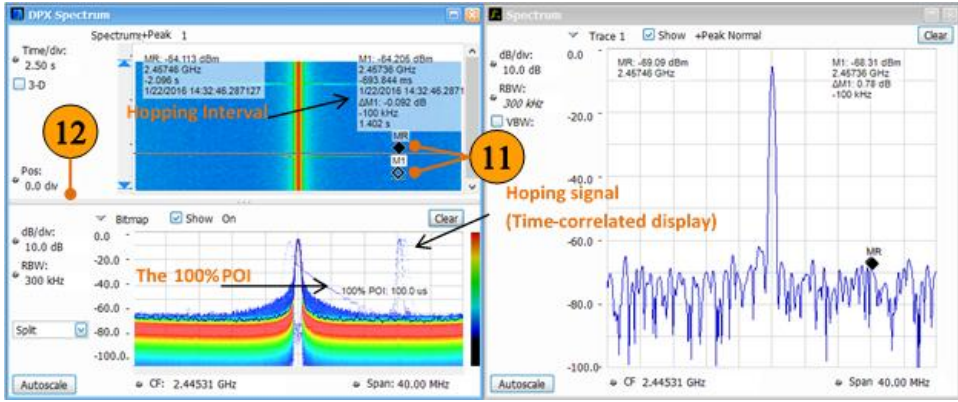 DPX Spectrum
Spectrum+Peak 1
Time/div:
2.50 s
3-D
MR: -64.113 dBm
2.45746 GHz
-2.096 s
1/22/2016 14:32:46.287127
M1: -64.205 dBm
2.45736 GHz
-693.844 ms
1/22/2016 14:32:46.2871
ΔM1: -0.092 dB
-100 kHz
1.402 s
Hopping Interval
12
MR
M1
11
Pos:
0.0 div
Bitmap Show On Clear
dB/div:
10.0 dB
RBW:
300 kHz
0.0
-20.0
-40.0
-60.0
-80.0
-100.0
The 100% POI
100% POI: 100.0 us
Split
Autoscale
CF: 2.44531 GHz
Span: 40.00 MHz
Hoping signal
(Time-correlated display)
Spectrum
Trace 1 Show +Peak Normal Clear
dB/div:
10.0 dB
RBW:
300 kHz
VBW:
MR: -69.09 dBm
2.45746 GHz
M1: -68.31 dBm
2.45736 GHz
ΔM1: 0.78 dB
-100 kHz
0.0
-20.0
-40.0
-60.0
-80.0
-100.0
MR
Autoscale
CF 2.44531 GHz
Span 40.00 MHz